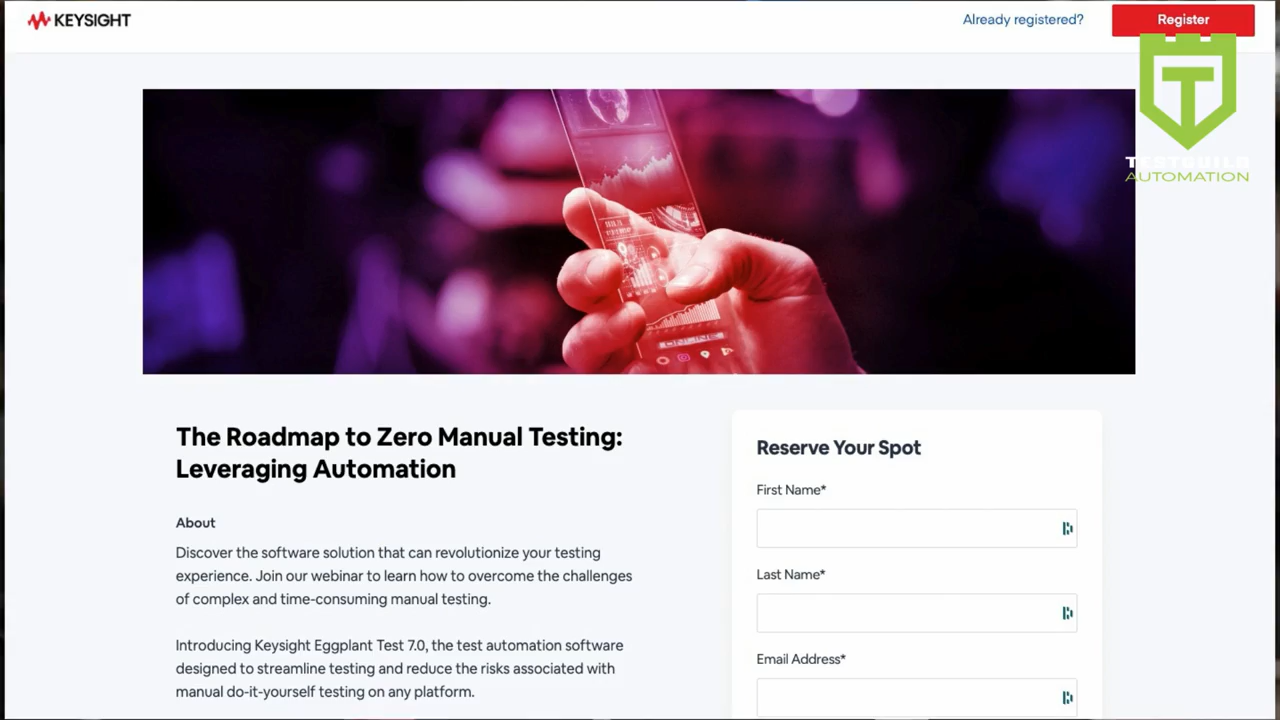 KEYSIGHT
Already registered?
Register
TESTGUILD
AUTOMATION
ONLINE
The Roadmap to Zero Manual Testing:
Leveraging Automation
Reserve Your Spot
First Name*
About
Discover the software solution that can revolutionize your testing
experience. Join our webinar to learn how to overcome the challenges
of complex and time-consuming manual testing.
Last Name*
Introducing Keysight Eggplant Test 7.0, the test automation software
designed to streamline testing and reduce the risks associated with
manual do-it-yourself testing on any platform.
Email Address*